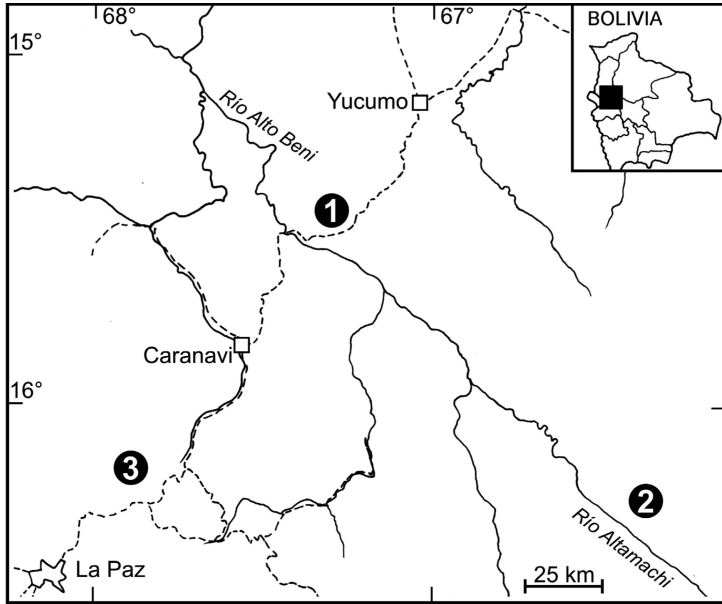 68°
67°
BOLIVIA
15°
Yucumo
Río Alto Beni
1
Caranavi
16°
3
2
Río Altamachi
La Paz
25 km